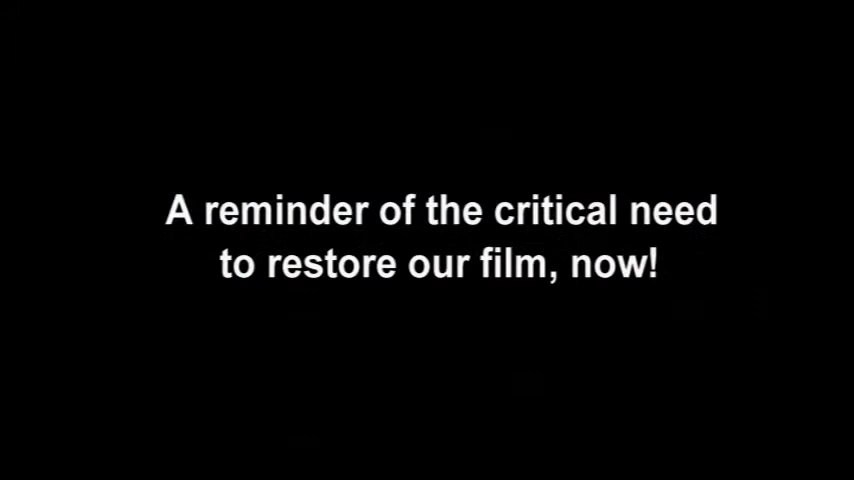 A reminder of the critical need
to restore our film, now!